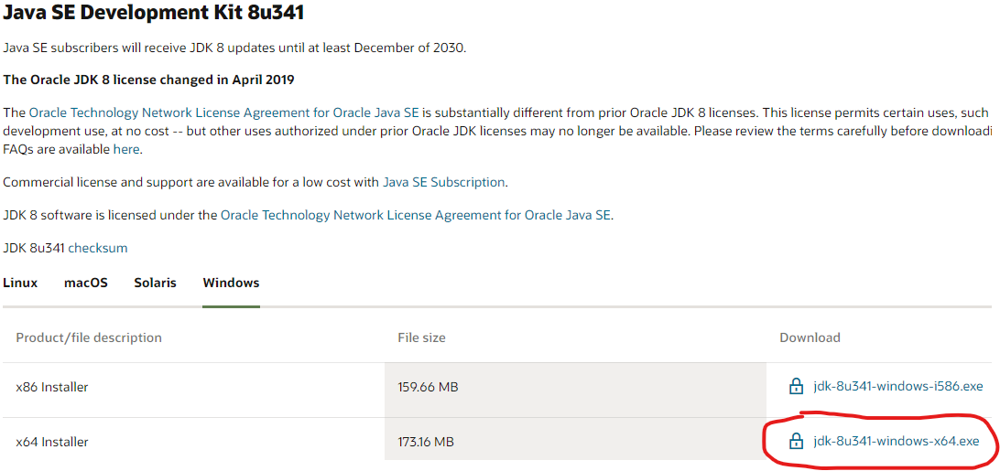 Java SE Development Kit 8u341
Java SE subscribers will receive JDK 8 updates until at least December of 2030.
The Oracle JDK 8 license changed in April 2019
The Oracle Technology Network License Agreement for Oracle Java SE is substantially different from prior Oracle JDK 8 licenses. This license permits certain uses, such
development use, at no cost -- but other uses authorized under prior Oracle JDK licenses may no longer be available. Please review the terms carefully before downloadi
FAQs are available here.
Commercial license and support are available for a low cost with Java SE Subscription.
JDK 8 software is licensed under the Oracle Technology Network License Agreement for Oracle Java SE.
JDK 8u341 checksum
Linux macOS Solaris Windows
Product/file description File size Download
x86 Installer 159.66 MB jdk-8u341-windows-i586.exe
x64 Installer 173.16 MB jdk-8u341-windows-x64.exe